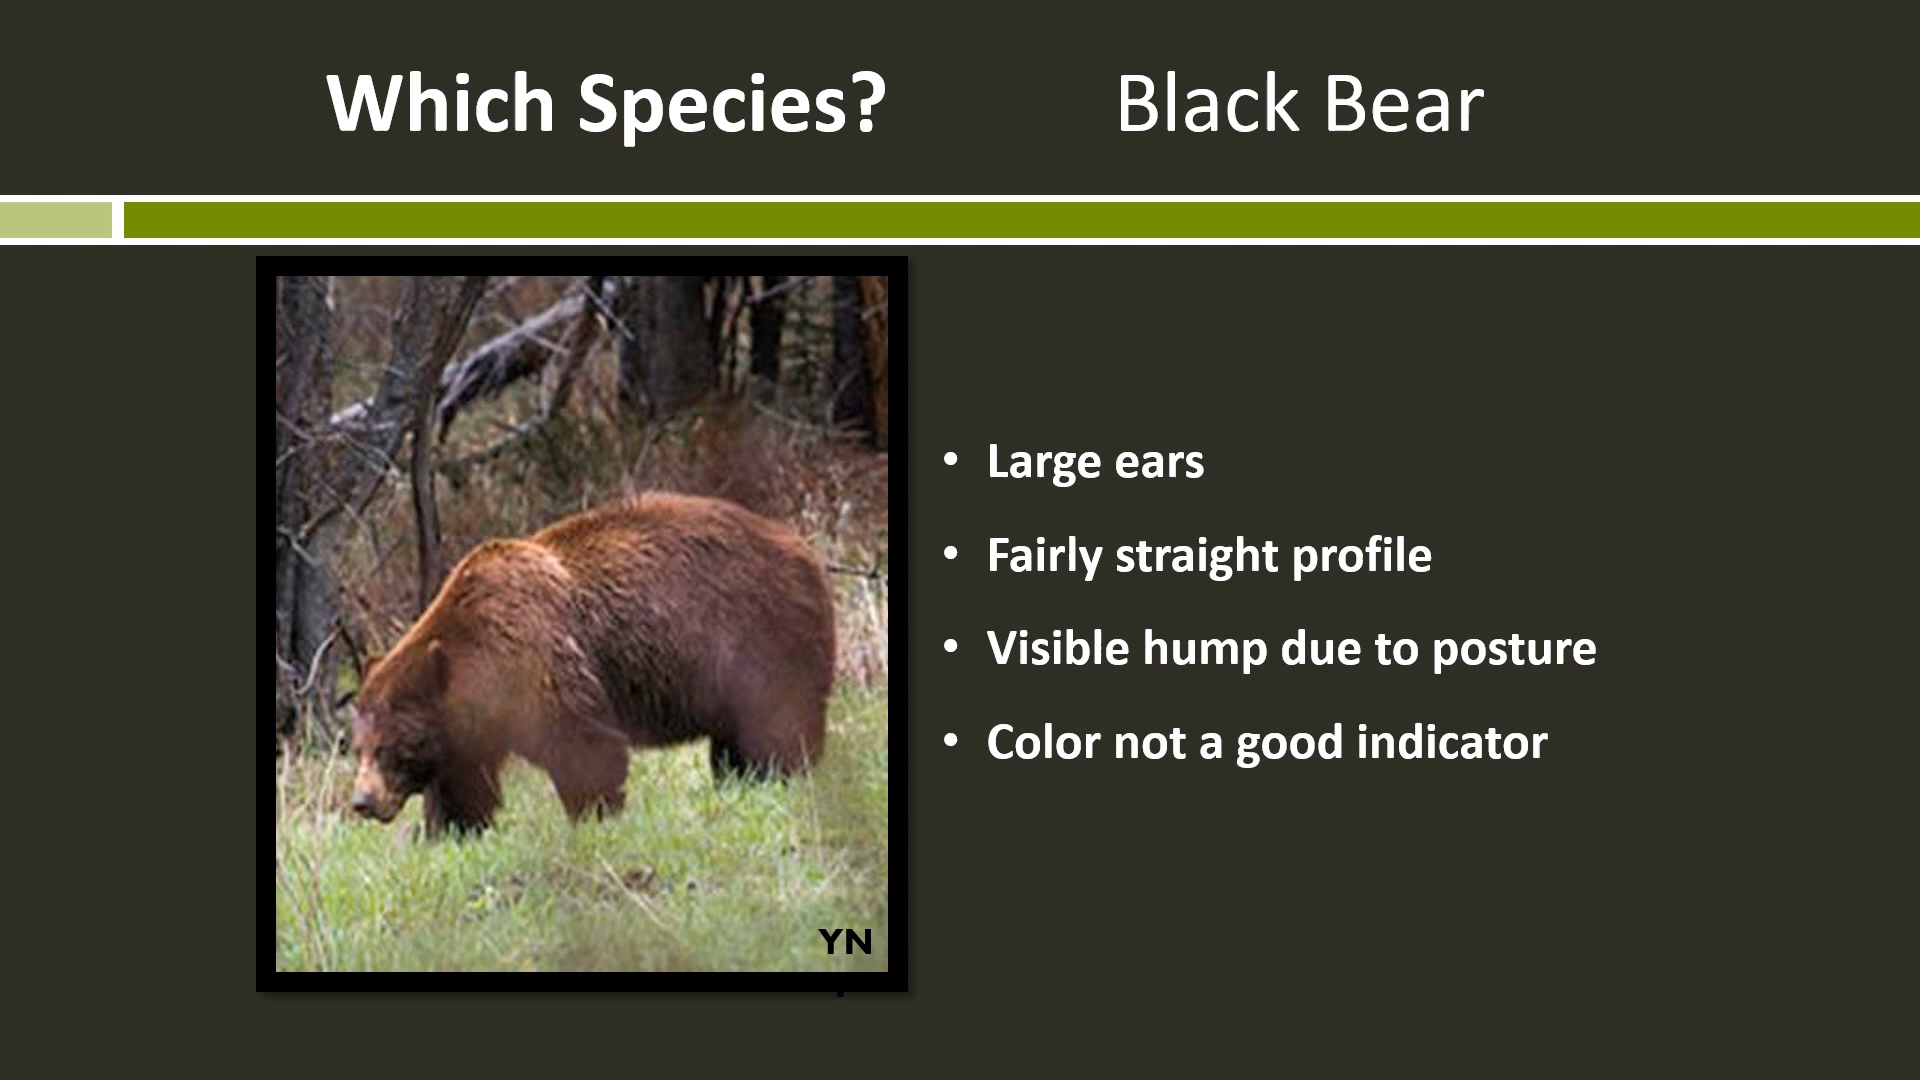 Which Species? Black Bear
• Large ears
• Fairly straight profile
• Visible hump due to posture
• Color not a good indicator
YN